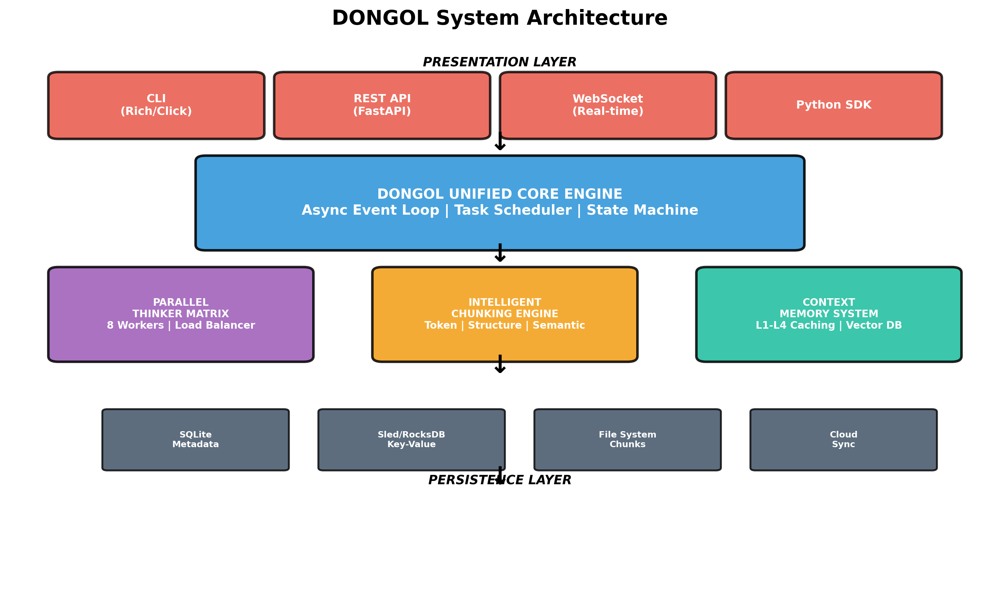 DONGOL System Architecture
PRESENTATION LAYER
CLI
(Rich/Click)
REST API
(FastAPI)
WebSocket
(Real-time)
Python SDK
DONGOL UNIFIED CORE ENGINE
Async Event Loop | Task Scheduler | State Machine
PARALLEL
THINKER MATRIX
8 Workers | Load Balancer
INTELLIGENT
CHUNKING ENGINE
Token | Structure | Semantic
CONTEXT
MEMORY SYSTEM
L1-L4 Caching | Vector DB
SQLite
Metadata
Sled/RocksDB
Key-Value
File System
Chunks
Cloud
Sync
PERSISTENCE LAYER